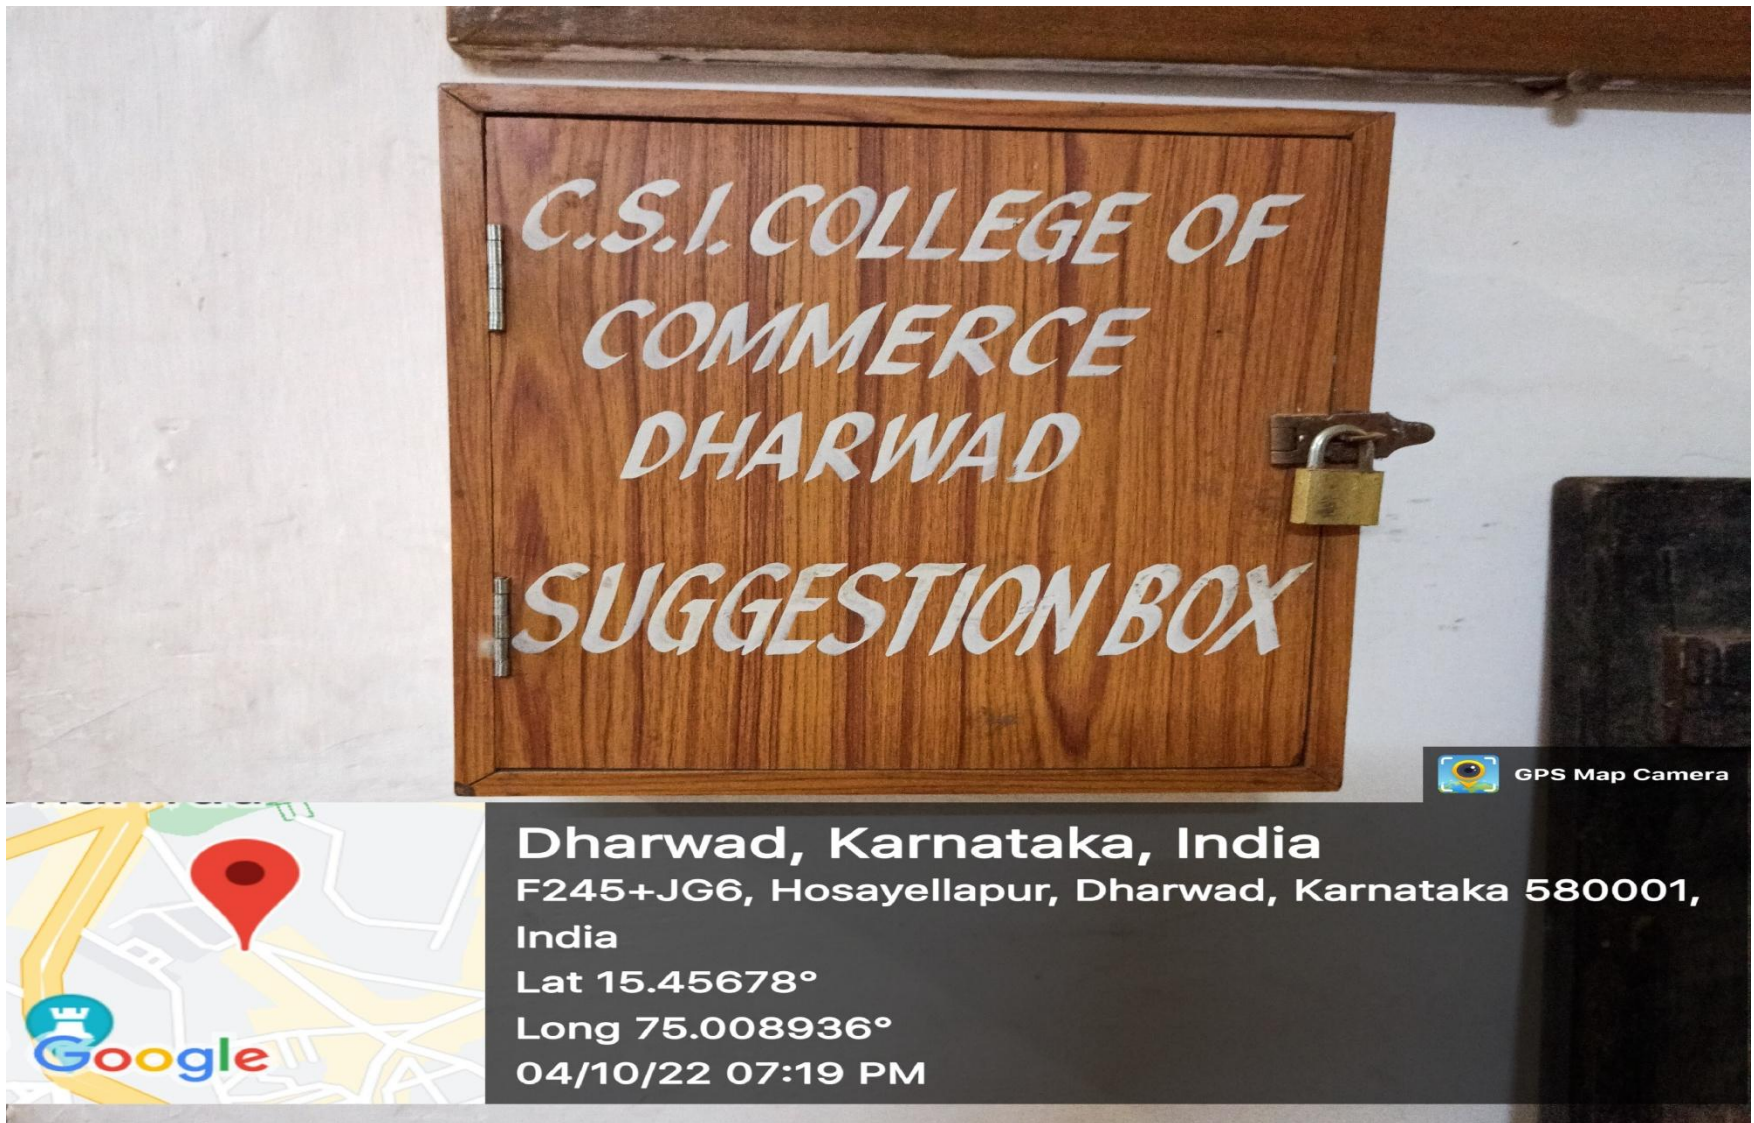 C.S.I. COLLEGE OF
COMMERCE
DHARWAD
SUGGESTION BOX
GPS Map Camera
Dharwad, Karnataka, India
F245+JG6, Hosayellapur, Dharwad, Karnataka 580001,
India
Lat 15.45678°
Long 75.008936°
04/10/22 07:19 PM
Google